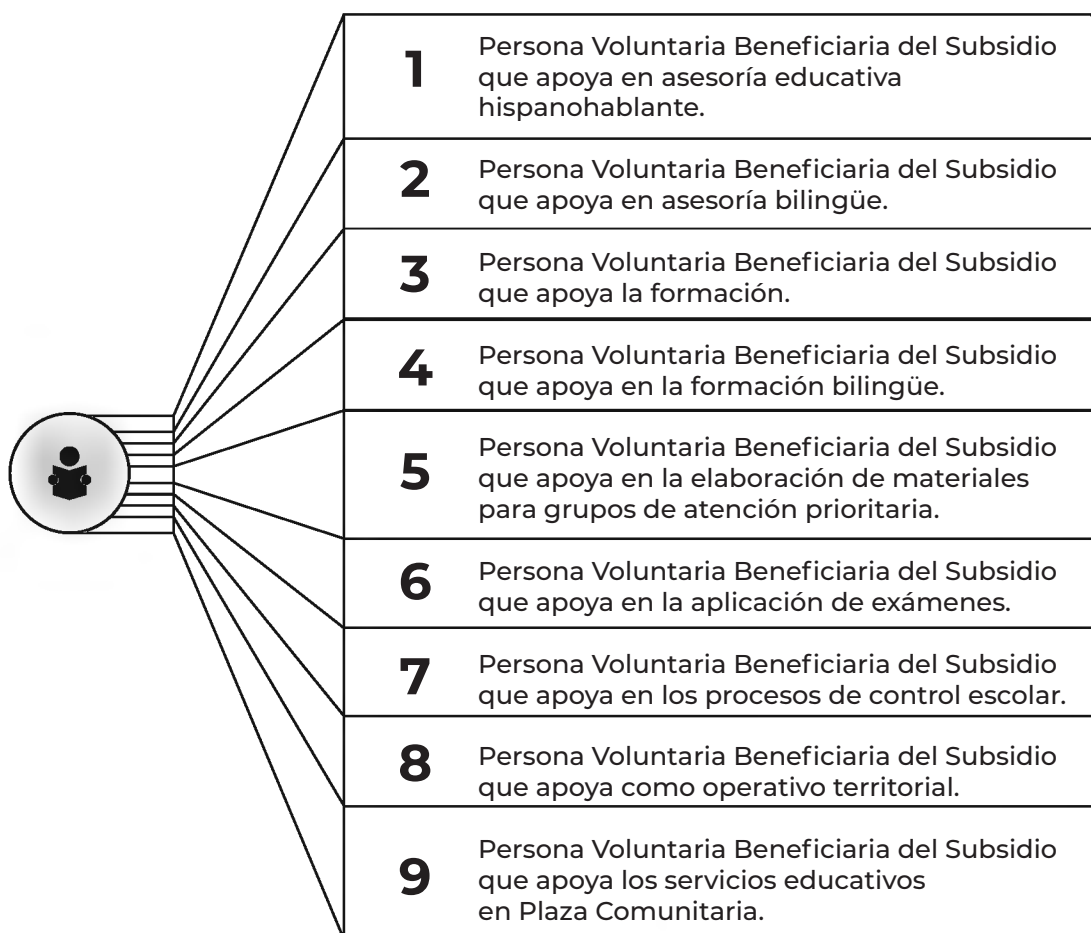 1
Persona Voluntaria Beneficiaria del Subsidio
que apoya en asesoría educativa
hispanohablante.
2
Persona Voluntaria Beneficiaria del Subsidio
que apoya en asesoría bilingüe.
3
Persona Voluntaria Beneficiaria del Subsidio
que apoya la formación.
4
Persona Voluntaria Beneficiaria del Subsidio
que apoya en la formación bilingüe.
5
Persona Voluntaria Beneficiaria del Subsidio
que apoya en la elaboración de materiales
para grupos de atención prioritaria.
6
Persona Voluntaria Beneficiaria del Subsidio
que apoya en la aplicación de exámenes.
7
Persona Voluntaria Beneficiaria del Subsidio
que apoya en los procesos de control escolar.
8
Persona Voluntaria Beneficiaria del Subsidio
que apoya como operativo territorial.
9
Persona Voluntaria Beneficiaria del Subsidio
que apoya los servicios educativos
en Plaza Comunitaria.